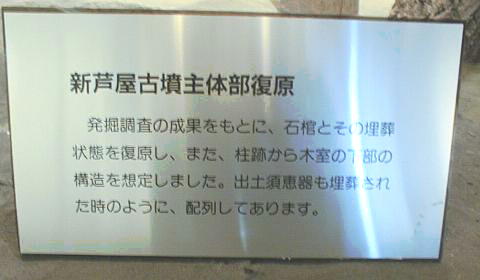 新芦屋古墳主体部復原
発掘調査の成果をもとに、石棺とその埋葬
状態を復原し、また、柱跡から木室の下部の
構造を想定しました。出土須恵器も埋葬され
た時のように、配列してあります。